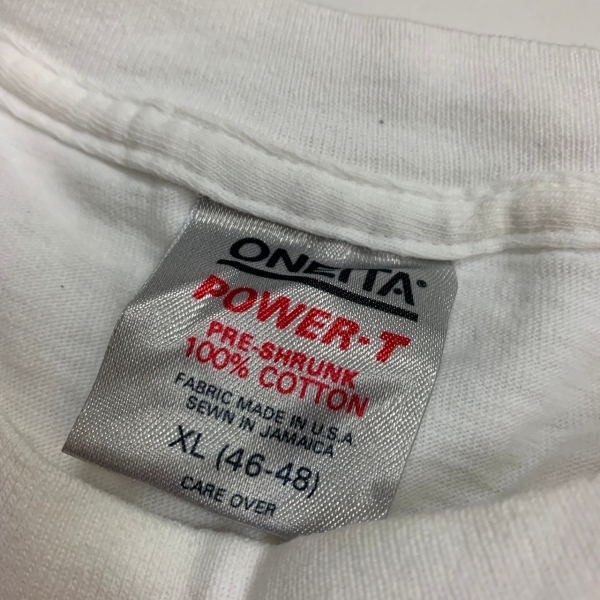 ONEITA®
POWER-T
PRE-SHRUNK
100% COTTON
FABRIC MADE IN U.S.A
SEWN IN JAMAICA
XL (46-48)
CARE OVER